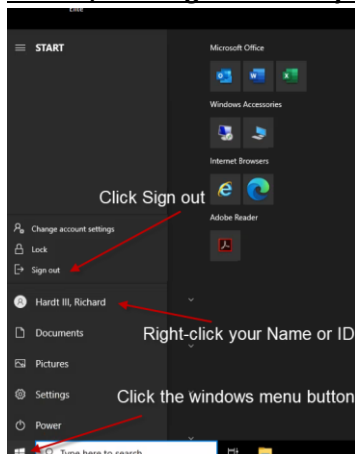 Elite
START
Microsoft Office
Windows Accessories
Internet Browsers
Click Sign out
Adobe Reader
Change account settings
Lock
Sign out
Hardt III, Richard
Documents
Right-click your Name or ID
Pictures
Settings
Click the windows menu button
Power
Type here to search